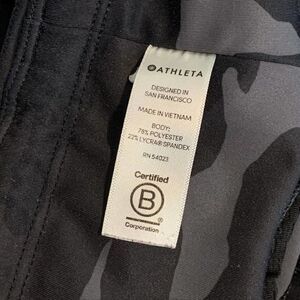 ATHLETA
DESIGNED IN
SAN FRANCISCO
MADE IN VIETNAM
BODY:
78% POLYESTER
22% LYCRA® SPANDEX
RN 54023
Certified
B
Corporation